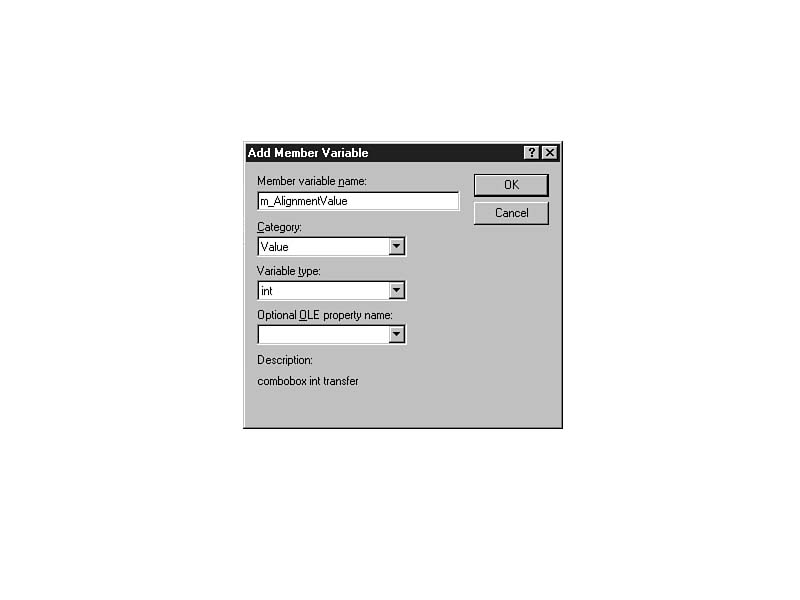 Add Member Variable
Member variable name:
m_AlignmentValue
OK
Cancel
Category:
Value
Variable type:
int
Optional OLE property name:
Description:
combobox int transfer